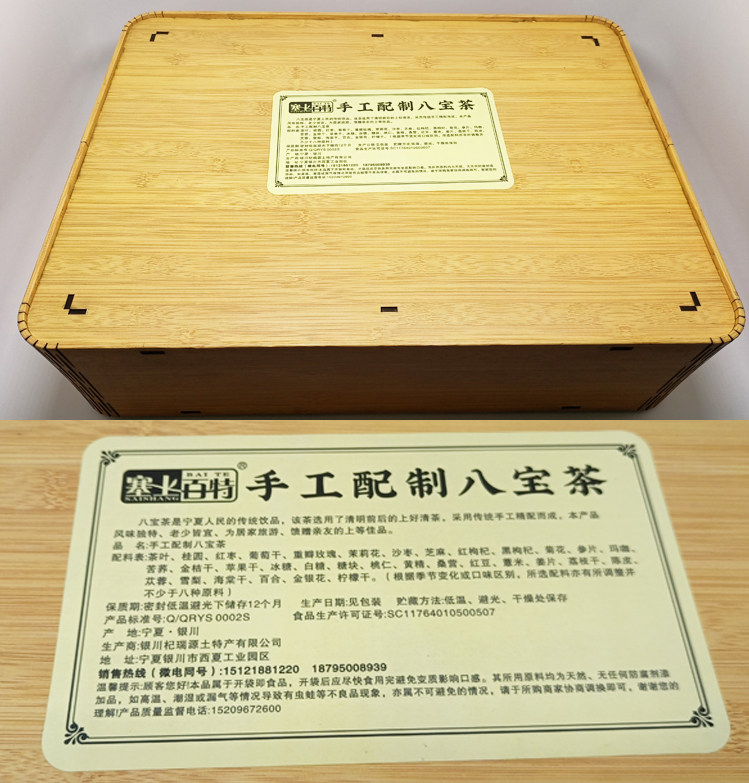 塞上百特 手工配制八宝茶
BAI TE
塞上百特® 手工配制八宝茶
SAISHANG
八宝茶是宁夏人民的传统饮品，该茶选用了清明前后的上好清茶，采用传统手工精配而成，本产品
风味独特、老少皆宜、为居家旅游、馈赠亲友的上等佳品。
品 名:手工配制八宝茶
配料表:茶叶、桂圆、红枣、葡萄干、重瓣玫瑰、茉莉花、沙枣、芝麻、红枸杞、黑枸杞、菊花、参片、玛咖、
苦荞、金桔干、苹果干、冰糖、白糖、糖块、桃仁、黄精、桑营、红豆、薏米、姜片、荔枝干、陈皮、
苁蓉、雪梨、海棠干、百合、金银花、柠檬干。（根据季节变化或口味区别，所选配料亦有所调整并
不少于八种原料）
保质期:密封低温避光下储存12个月 生产日期:见包装 贮藏方法:低温、避光、干燥处保存
产品标准号:Q/QRYS 0002S 食品生产许可证号:SC11764010500507
产 地:宁夏·银川
生产商:银川杞瑞源土特产有限公司
地 址:宁夏银川市西夏工业园区
销售热线（微电同号）:15121881220 18795008939
温馨提示:顾客您好!本品属于开袋即食品，开袋后应尽快食用完避免变质影响口感。其所用原料均为天然、无任何防腐剂添
加品，如高温、潮湿或漏气等情况导致有虫蛀等不良品现象，亦属不可避免的情况，请于所购商家协商调换即可、谢谢您的
理解!产品质量监督电话:15209672600